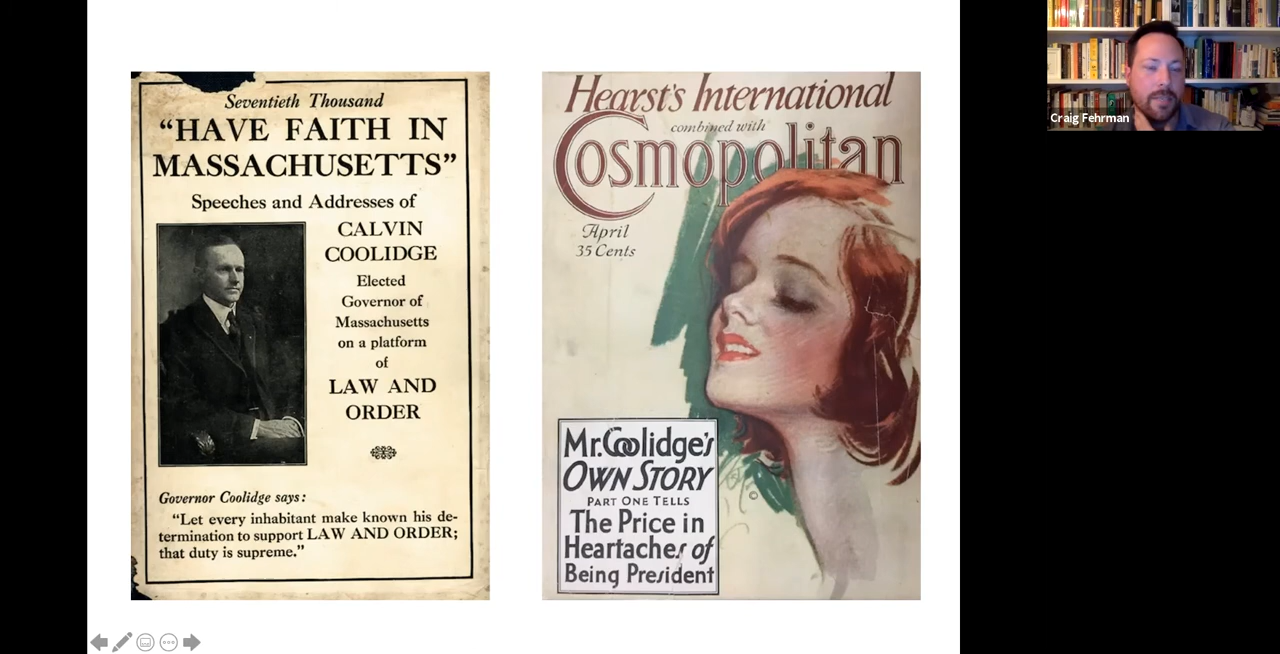 Seventieth Thousand
“HAVE FAITH IN
MASSACHUSETTS”
Speeches and Addresses of
CALVIN
COOLIDGE
Elected
Governor of
Massachusetts
on a platform
of
LAW AND
ORDER
Governor Coolidge says:
“Let every inhabitant make known his de-
termination to support LAW AND ORDER;
that duty is supreme.”
Hearst's International
combined with
Cosmopolitan
April
35 Cents
Mr. Coolidge's
OWN STORY
PART ONE TELLS
The Price in
Heartaches of
Being President
Craig Fehrman